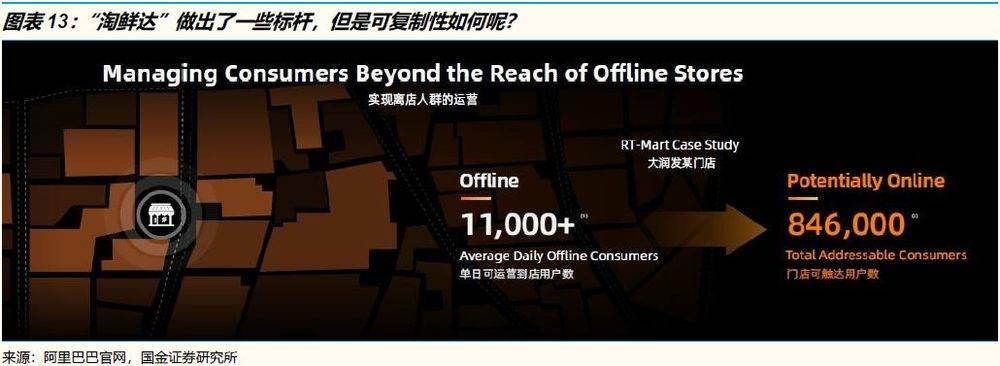 图表 13：“淘鲜达”做出了一些标杆，但是可复制性如何呢？
Managing Consumers Beyond the Reach of Offline Stores
实现离店人群的运营
RT-Mart Case Study
大润发某门店
Offline
11,000+
Average Daily Offline Consumers
单日可运营到店用户数
Potentially Online
846,000
Total Addressable Consumers
门店可触达用户数
来源：阿里巴巴官网，国金证券研究所